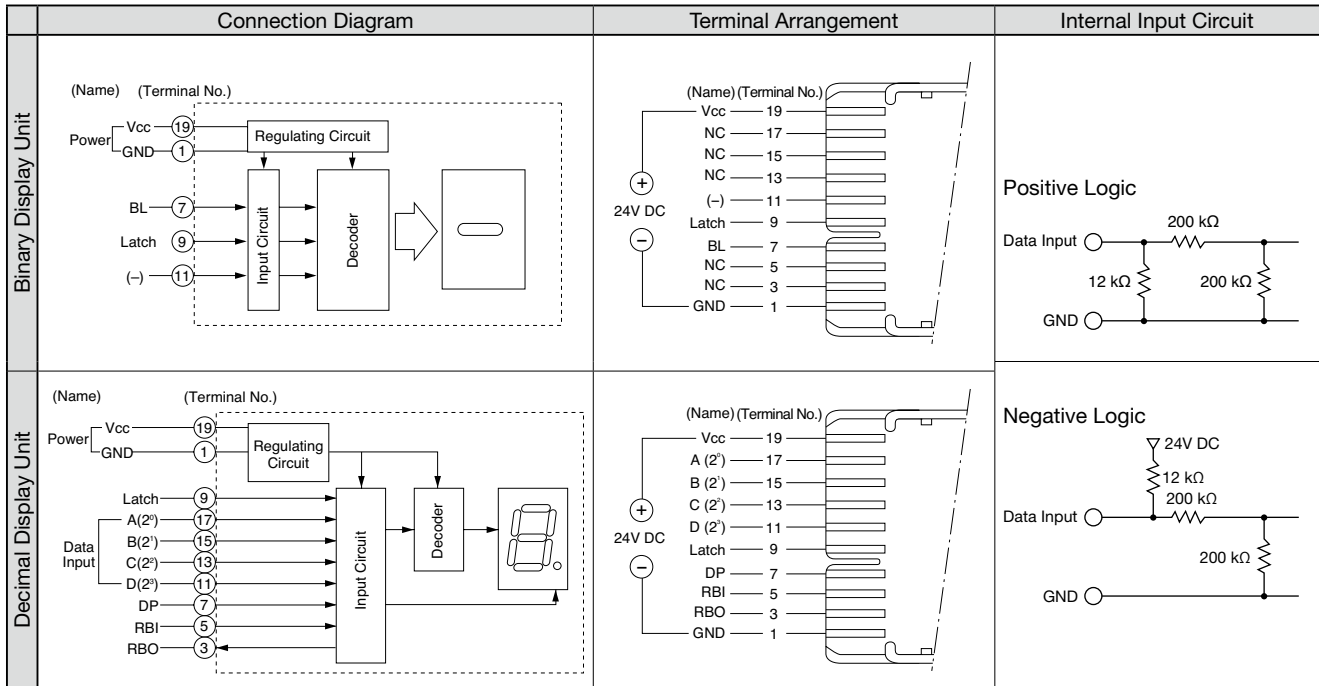 Connection Diagram
Terminal Arrangement
Internal Input Circuit
Binary Display Unit
(Name) (Terminal No.)
Power
Vcc 19
GND 1
Regulating Circuit
BL 7
Latch 9
(–) 11
Input Circuit
Decoder
(Name) (Terminal No.)
Vcc 19
NC 17
NC 15
NC 13
(–) 11
Latch 9
BL 7
NC 5
NC 3
GND 1
+
24V DC
–
Positive Logic
200 kΩ
Data Input
12 kΩ
200 kΩ
GND
Decimal Display Unit
(Name) (Terminal No.)
Power
Vcc 19
GND 1
Regulating
Circuit
Latch 9
Data
Input
A(2⁰) 17
B(2¹) 15
C(2²) 13
D(2³) 11
DP 7
RBI 5
RBO 3
Input Circuit
Decoder
(Name) (Terminal No.)
Vcc 19
A (2⁰) 17
B (2¹) 15
C (2²) 13
D (2³) 11
Latch 9
DP 7
RBI 5
RBO 3
GND 1
+
24V DC
–
Negative Logic
24V DC
12 kΩ
200 kΩ
Data Input
200 kΩ
GND